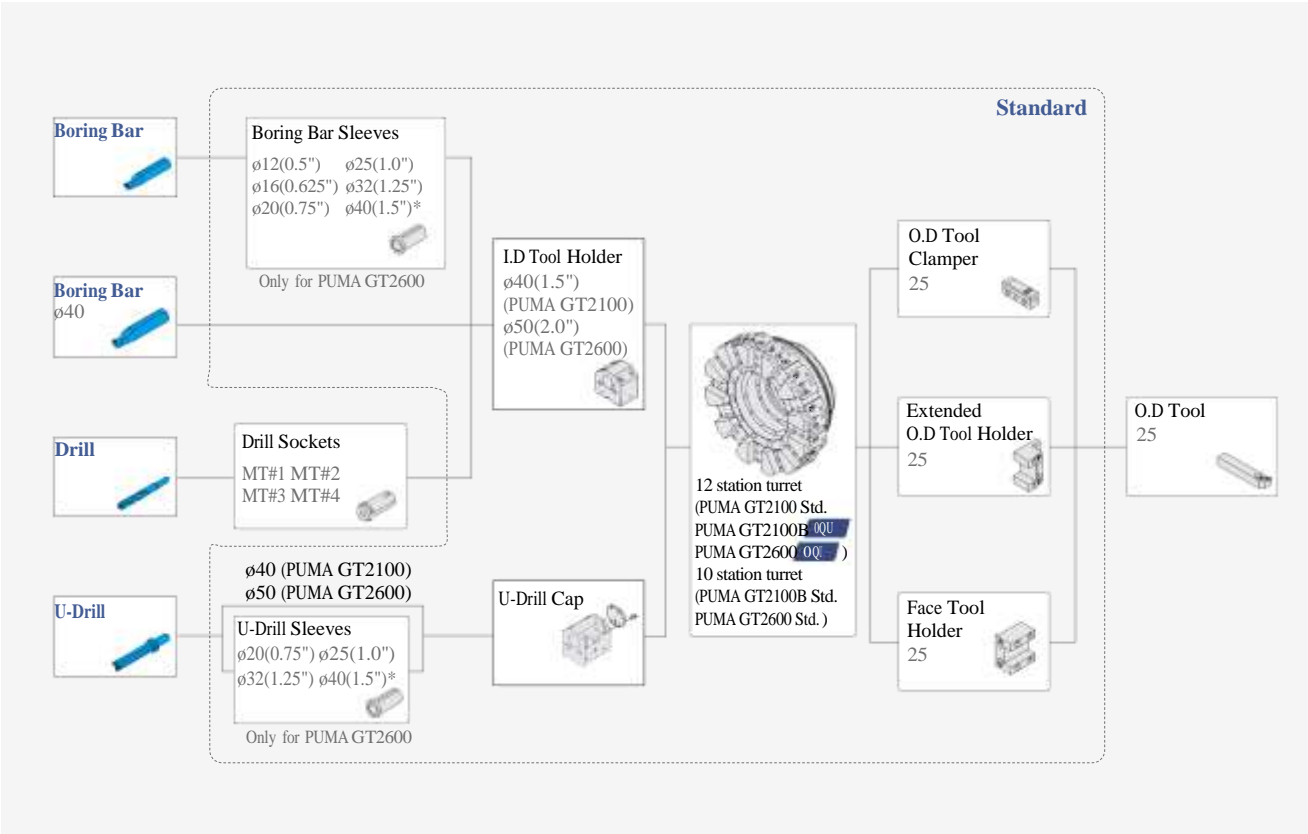 Standard
Boring Bar
Boring Bar Sleeves
ø12(0.5") ø25(1.0")
ø16(0.625") ø32(1.25")
ø20(0.75") ø40(1.5")*
Only for PUMA GT2600
Boring Bar
ø40
I.D Tool Holder
ø40(1.5")
(PUMA GT2100)
ø50(2.0")
(PUMA GT2600)
Drill
Drill Sockets
MT#1 MT#2
MT#3 MT#4
ø40 (PUMA GT2100)
ø50 (PUMA GT2600)
U-Drill
U-Drill Sleeves
ø20(0.75") ø25(1.0")
ø32(1.25") ø40(1.5")*
Only for PUMA GT2600
U-Drill Cap
12 station turret
(PUMA GT2100 Std.
PUMA GT2100B
PUMA GT2600 )
10 station turret
(PUMA GT2100B Std.
PUMA GT2600 Std. )
O.D Tool
Clamper
25
Extended
O.D Tool Holder
25
Face Tool
Holder
25
O.D Tool
25